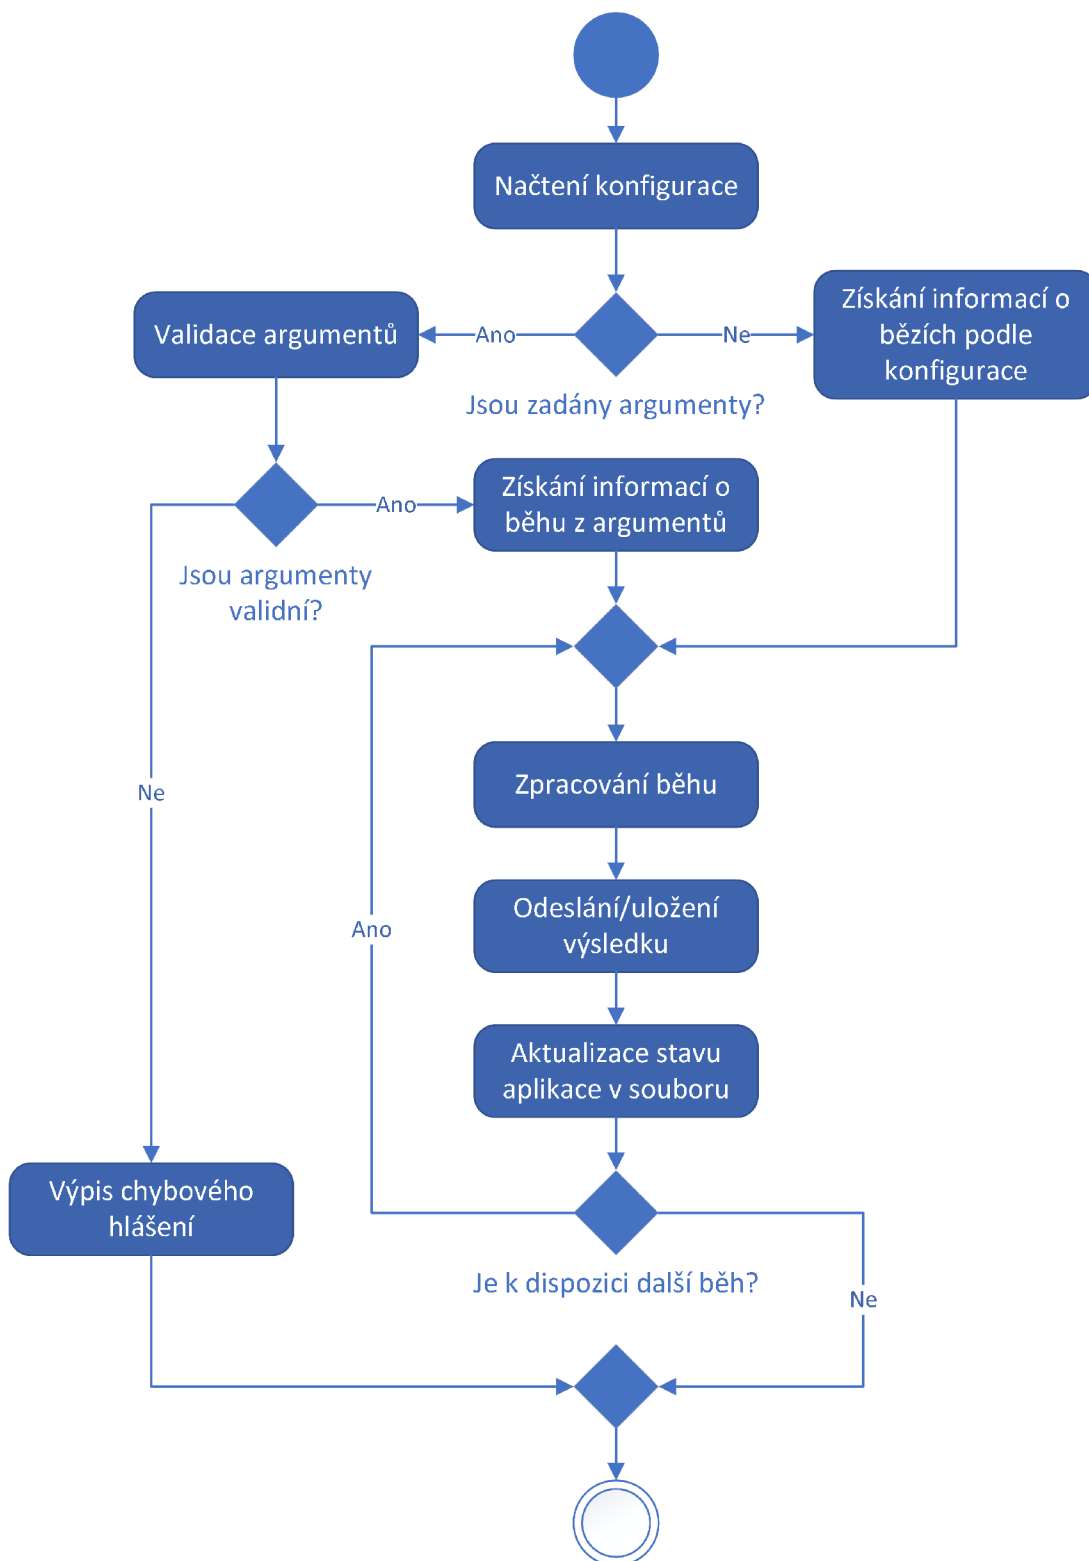 Načtení konfigurace
Validace argumentů
Ano
Ne
Získání informací o
bězích podle
konfigurace
Jsou zadány argumenty?
Ano
Získání informací o
běhu z argumentů
Jsou argumenty
validní?
Zpracování běhu
Ne
Odeslání/uložení
výsledku
Ano
Aktualizace stavu
aplikace v souboru
Výpis chybového
hlášení
Je k dispozici další běh?
Ne